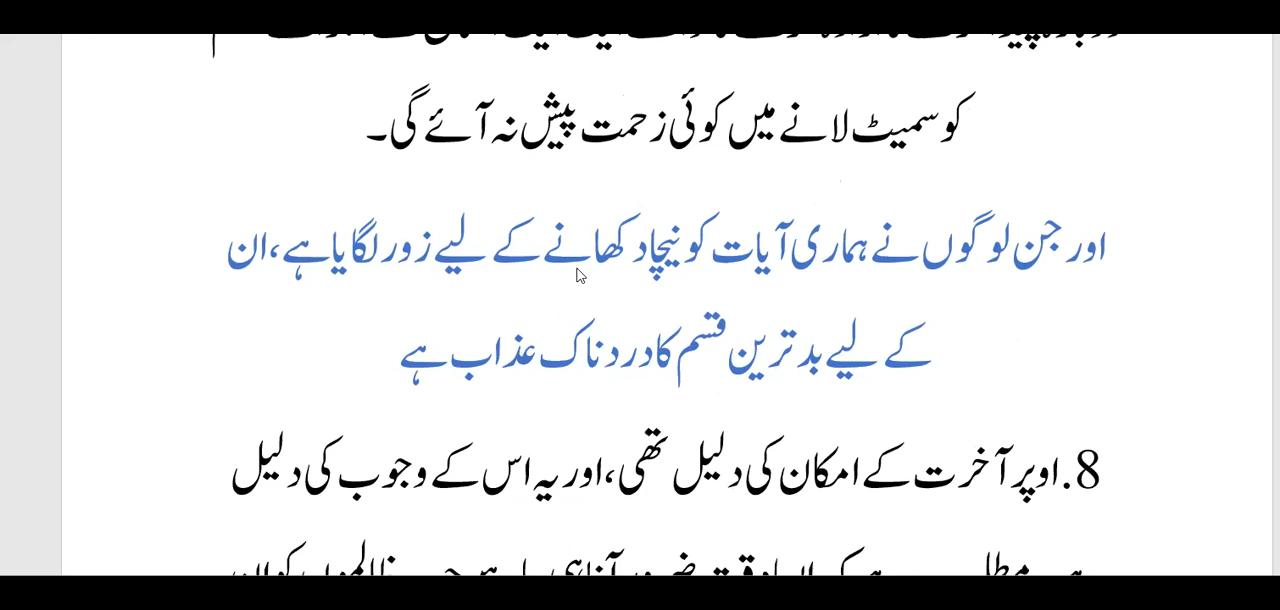 کو سمیٹ لانے میں کوئی زحمت پیش نہ آئے گی۔
اور جن لوگوں نے ہماری آیات کو نیچا دکھانے کے لیے زور لگایا ہے، ان
کے لیے بدترین قسم کا دردناک عذاب ہے
8. اوپر آخرت کے امکان کی دلیل تھی، اور یہ اس کے وجوب کی دلیل